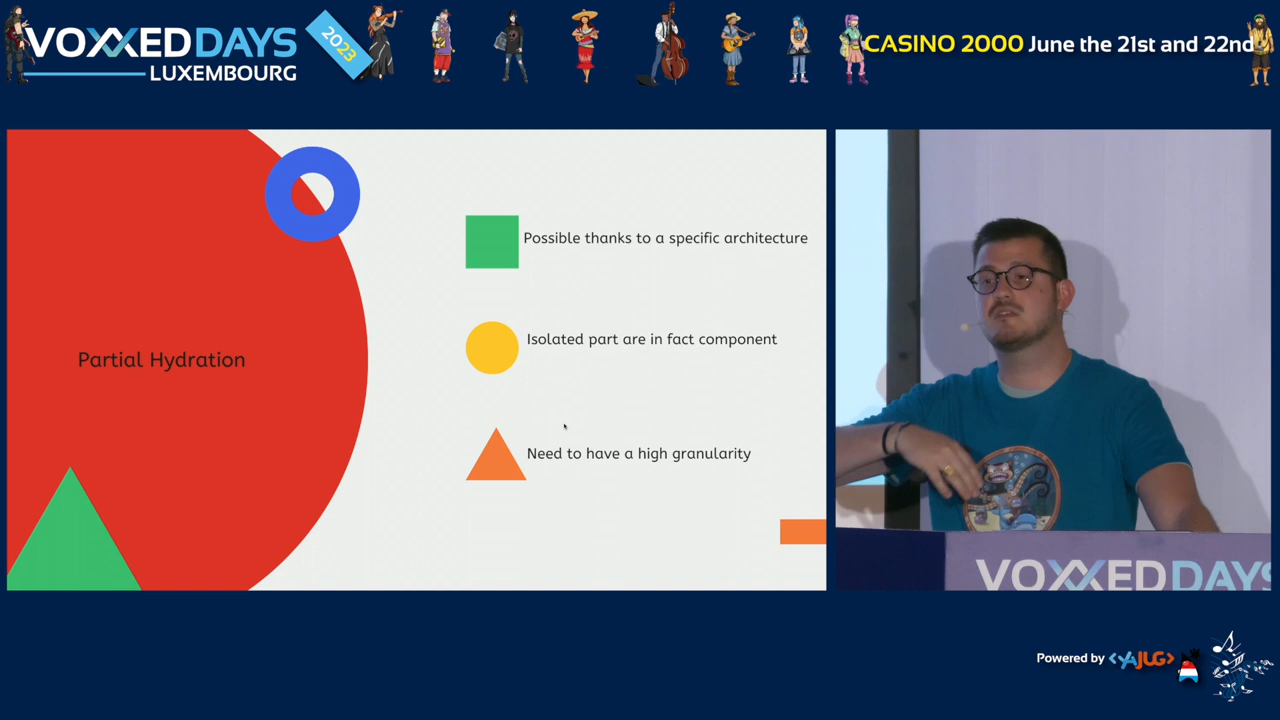 VOXXED DAYS
LUXEMBOURG
2023
CASINO 2000 June the 21st and 22nd
Partial Hydration
Possible thanks to a specific architecture
Isolated part are in fact component
Need to have a high granularity
VOXXED DAYS
Powered by <YAJUG>